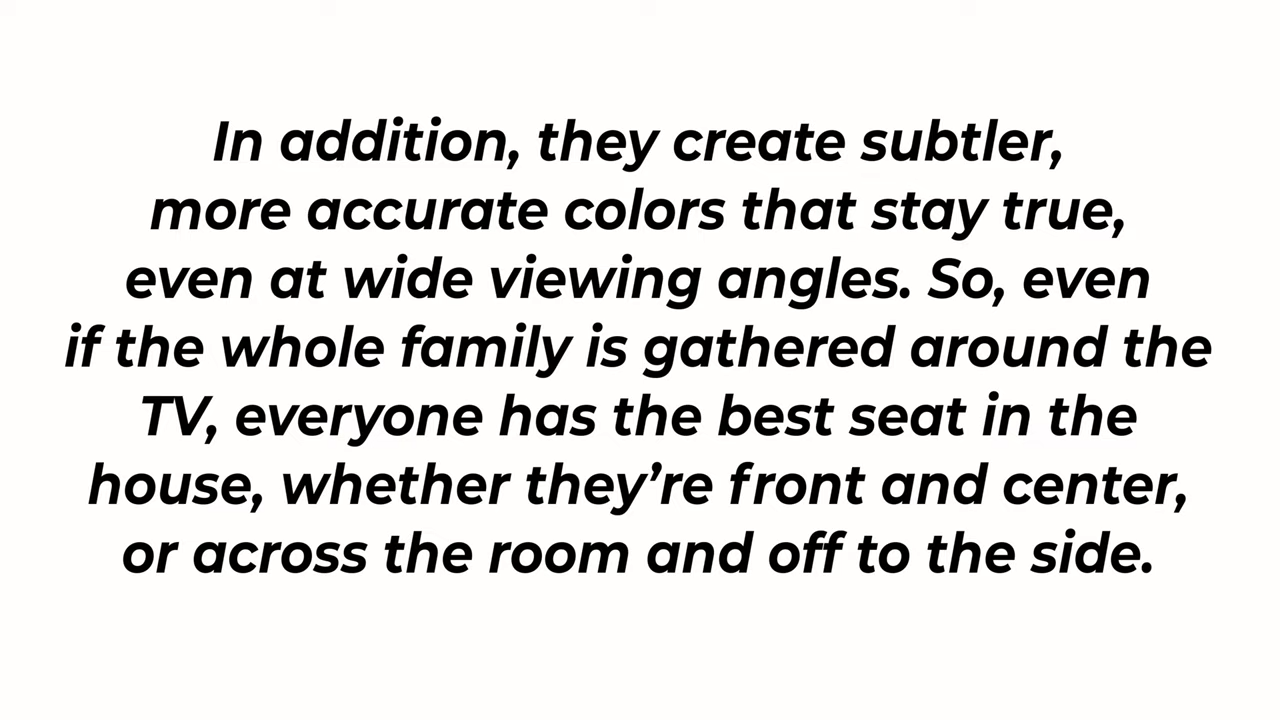 In addition, they create subtler,
more accurate colors that stay true,
even at wide viewing angles. So, even
if the whole family is gathered around the
TV, everyone has the best seat in the
house, whether they’re front and center,
or across the room and off to the side.